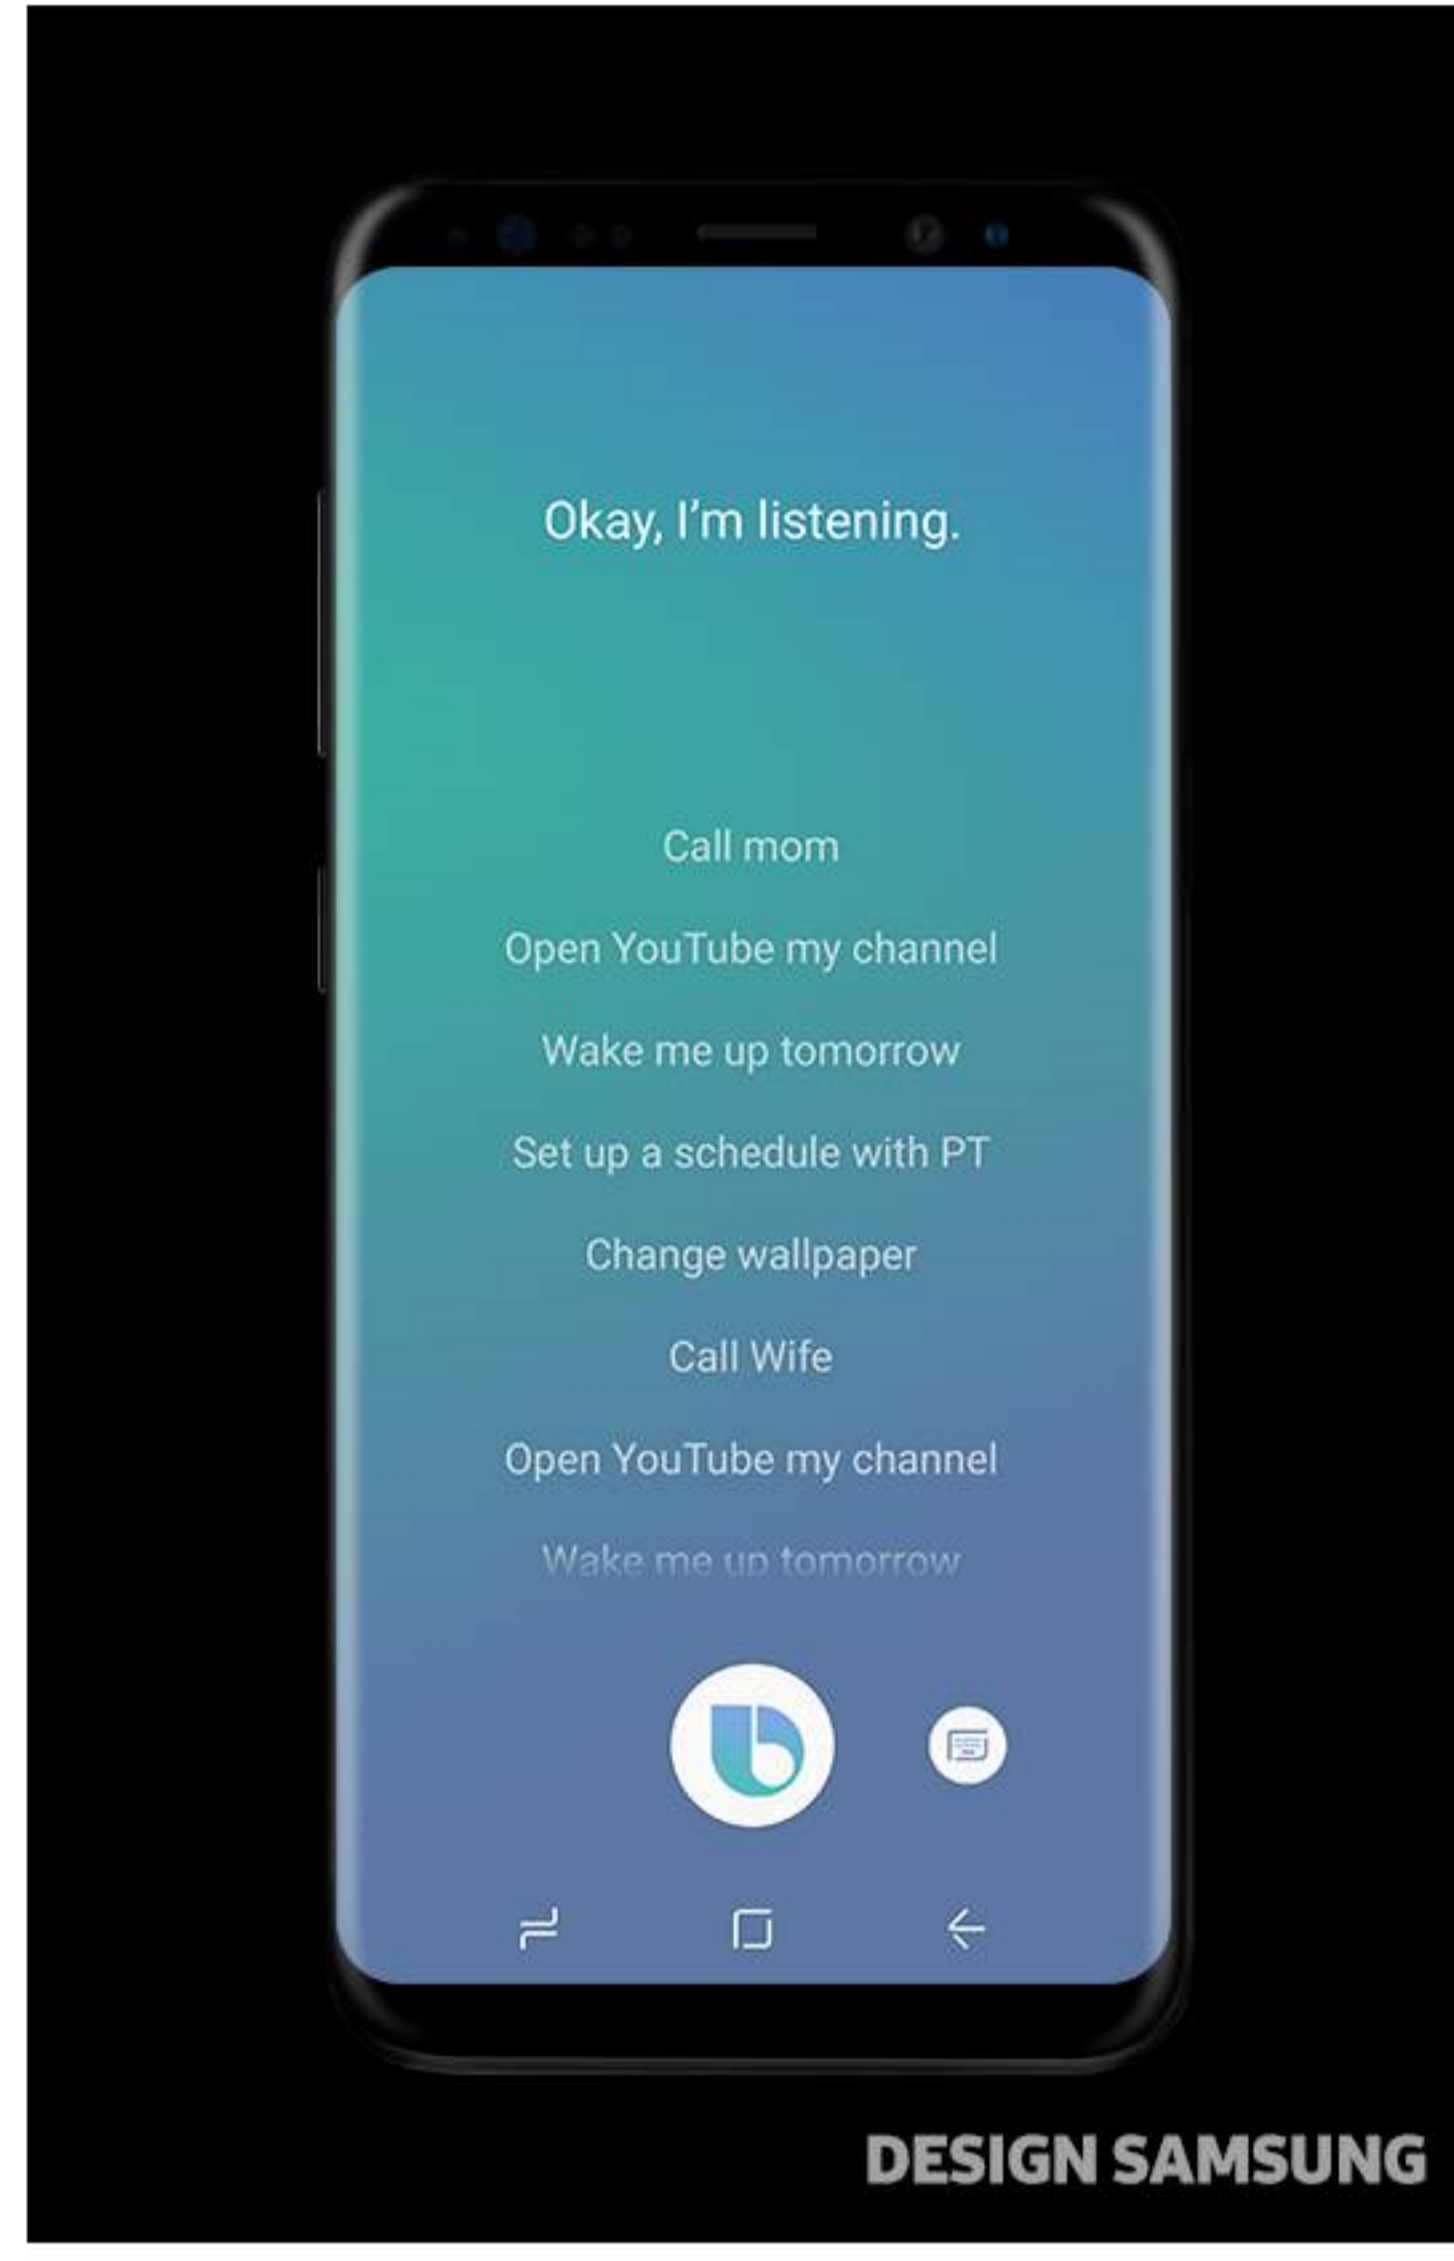 Okay, I'm listening.
Call mom
Open YouTube my channel
Wake me up tomorrow
Set up a schedule with PT
Change wallpaper
Call Wife
Open YouTube my channel
Wake me up tomorrow
DESIGN SAMSUNG